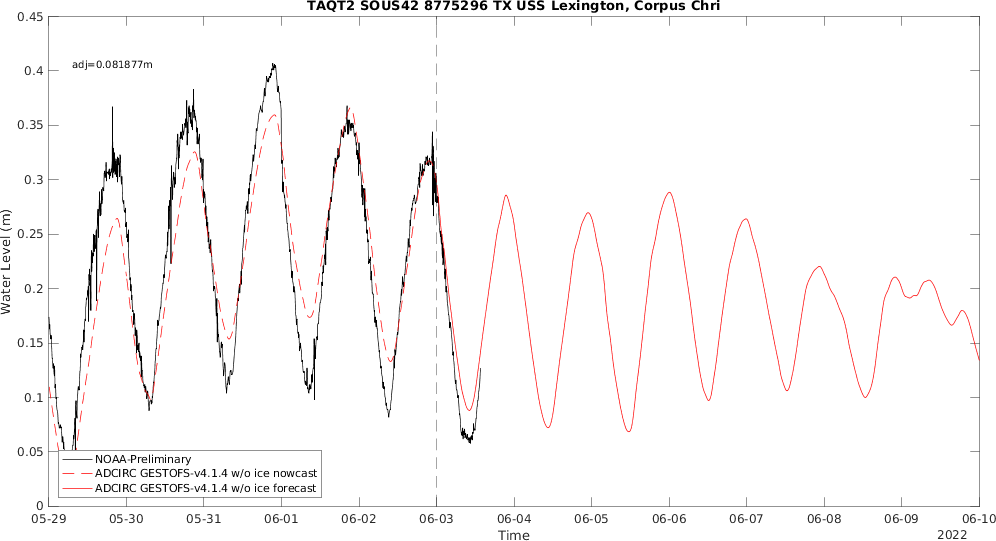 TAQT2 SOUS42 8775296 TX USS Lexington, Corpus Chri
0.45
0.4
0.35
0.3
0.25
0.2
0.15
0.1
0.05
0
Water Level (m)
adj=0.081877m
NOAA-Preliminary
ADCIRC GESTOFS-v4.1.4 w/o ice nowcast
ADCIRC GESTOFS-v4.1.4 w/o ice forecast
05-29 05-30 05-31 06-01 06-02 06-03 06-04 06-05 06-06 06-07 06-08 06-09 06-10
Time
2022